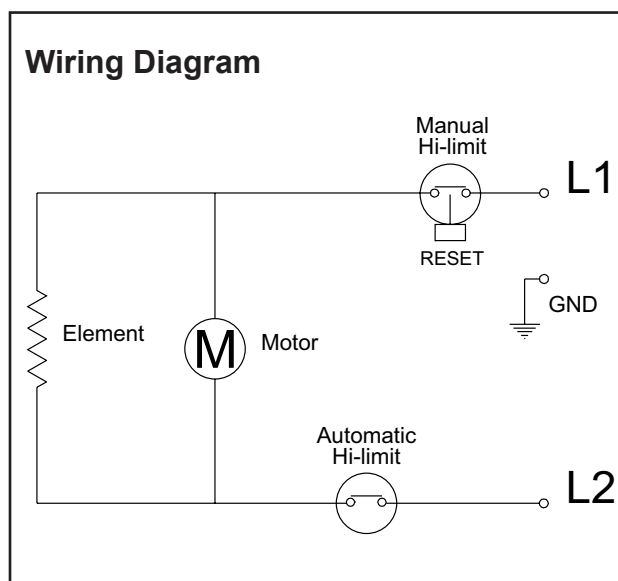 Wiring Diagram
Manual
Hi-limit
L1
RESET
GND
Element
M
Motor
Automatic
Hi-limit
L2